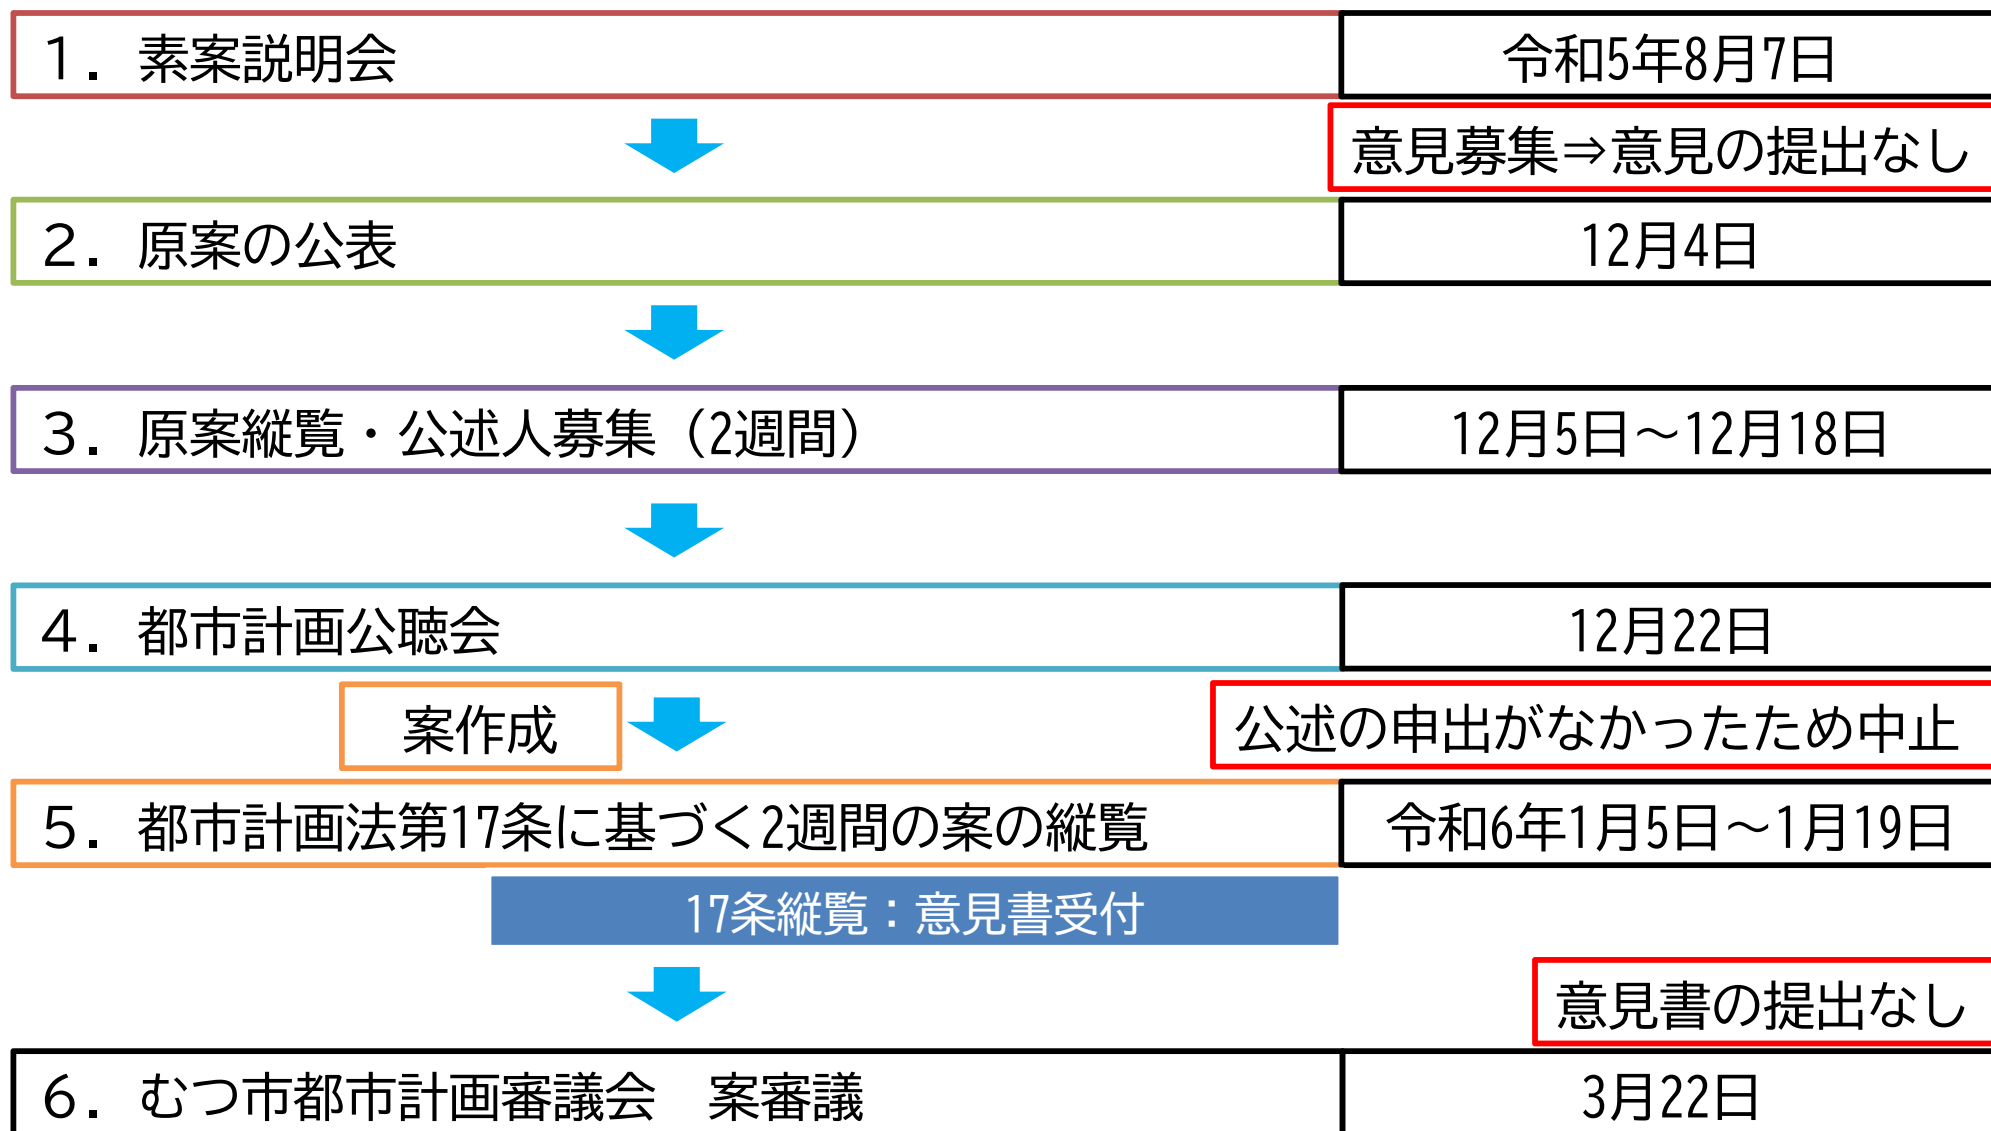 １．素案説明会
令和5年8月7日
意見募集⇒意見の提出なし
２．原案の公表
12月4日
３．原案縦覧・公述人募集（2週間）
12月5日～12月18日
４．都市計画公聴会
12月22日
案作成
公述の申出がなかったため中止
５．都市計画法第17条に基づく2週間の案の縦覧
令和6年1月5日～1月19日
17条縦覧：意見書受付
意見書の提出なし
６．むつ市都市計画審議会　案審議
3月22日